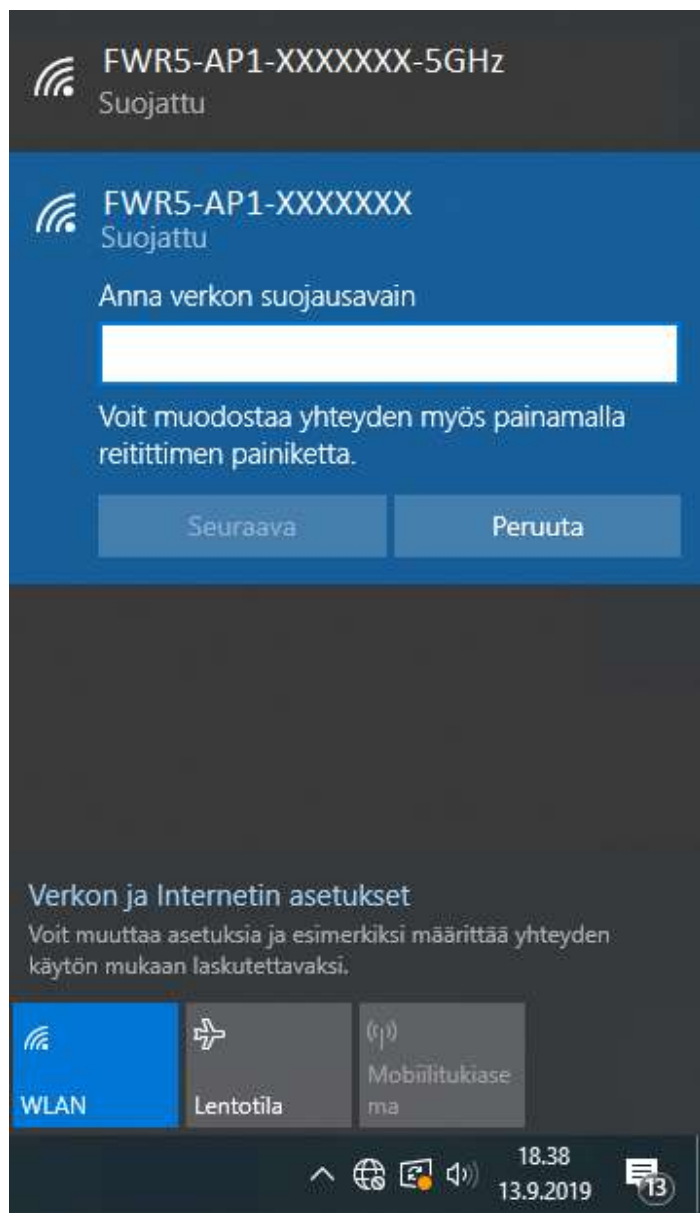 FWR5-AP1-XXXXXXX-5GHz
Suojattu
FWR5-AP1-XXXXXXX
Suojattu
Anna verkon suojausavain
Voit muodostaa yhteyden myös painamalla
reitittimen painiketta.
Seuraava
Peruuta
Verkon ja Internetin asetukset
Voit muuttaa asetuksia ja esimerkiksi määrittää yhteyden
käytön mukaan laskutettavaksi.
WLAN
Lentotila
Mobiilitukiase
ma
18.38
13.9.2019
13